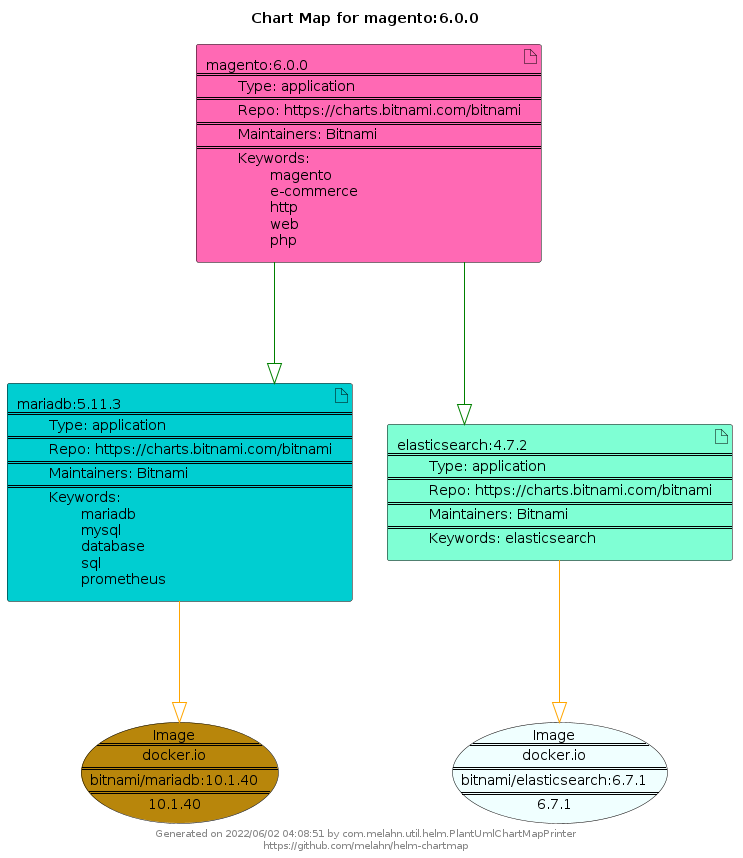 Chart Map for magento:6.0.0
magento:6.0.0
Type: application
Repo: https://charts.bitnami.com/bitnami
Maintainers: Bitnami
Keywords:
magento
e-commerce
http
web
php
mariadb:5.11.3
Type: application
Repo: https://charts.bitnami.com/bitnami
Maintainers: Bitnami
Keywords:
mariadb
mysql
database
sql
prometheus
elasticsearch:4.7.2
Type: application
Repo: https://charts.bitnami.com/bitnami
Maintainers: Bitnami
Keywords: elasticsearch
Image
docker.io
bitnami/mariadb:10.1.40
10.1.40
Image
docker.io
bitnami/elasticsearch:6.7.1
6.7.1
Generated on 2022/06/02 04:08:51 by com.melahn.util.helm.PlantUmlChartMapPrinter
https://github.com/melahn/helm-chartmap